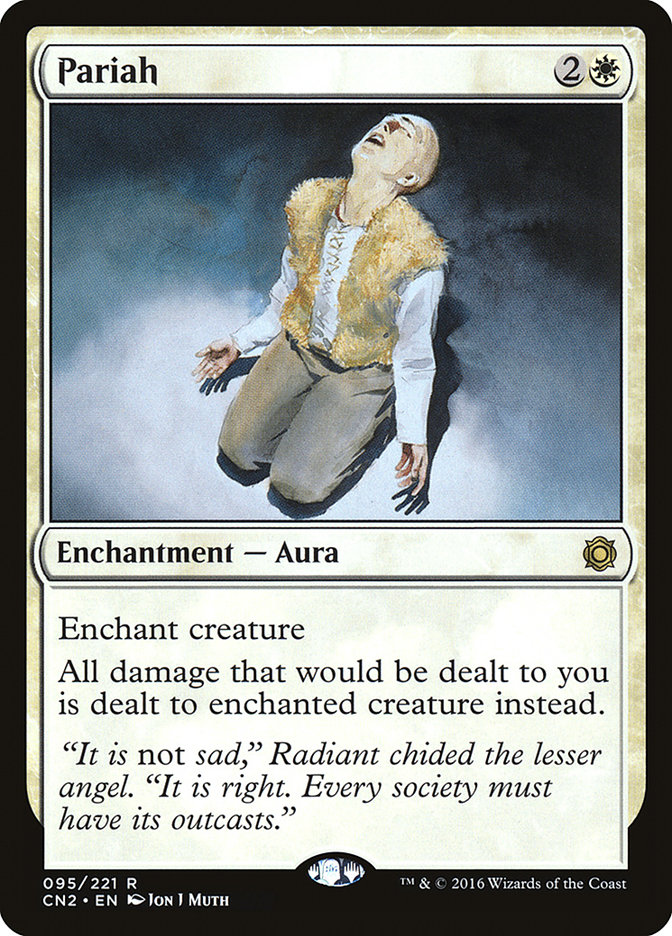 Pariah
2
Enchantment — Aura
Enchant creature
All damage that would be dealt to you
is dealt to enchanted creature instead.
“It is not sad,” Radiant chided the lesser
angel. “It is right. Every society must
have its outcasts.”
095/221 R
CN2 • EN Jon J Muth
™ & © 2016 Wizards of the Coast